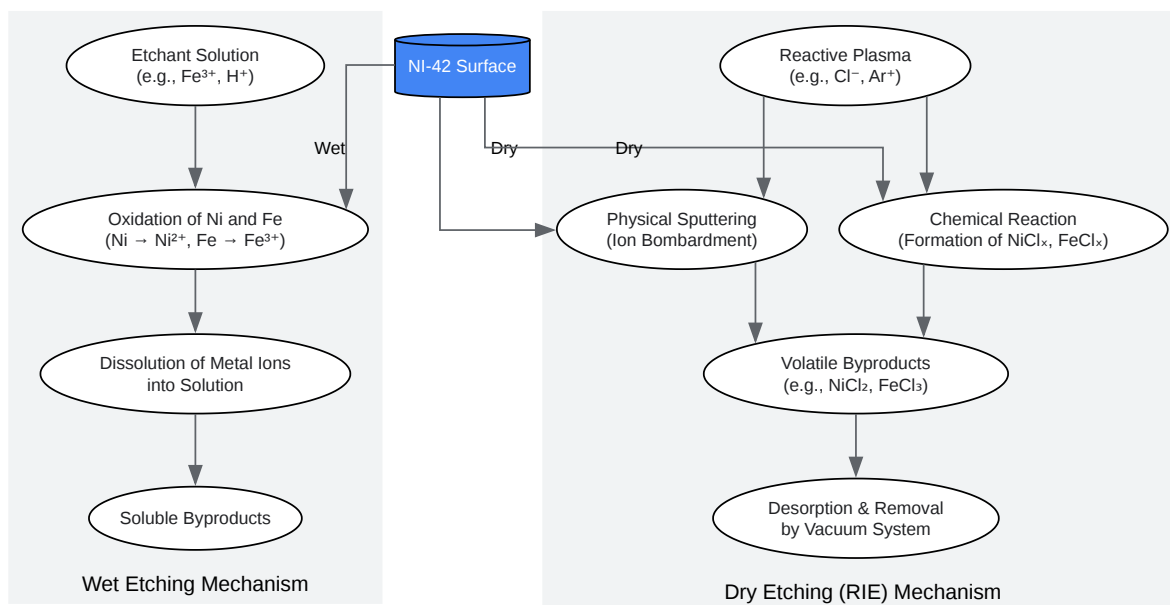 Etchant Solution
(e.g., Fe³⁺, H⁺)
NI-42 Surface
Reactive Plasma
(e.g., Cl⁻, Ar⁺)
Wet
Dry
Dry
Oxidation of Ni and Fe
(Ni → Ni²⁺, Fe → Fe³⁺)
Physical Sputtering
(Ion Bombardment)
Chemical Reaction
(Formation of NiClₓ, FeClₓ)
Dissolution of Metal Ions
into Solution
Volatile Byproducts
(e.g., NiCl₂, FeCl₃)
Soluble Byproducts
Desorption & Removal
by Vacuum System
Wet Etching Mechanism
Dry Etching (RIE) Mechanism